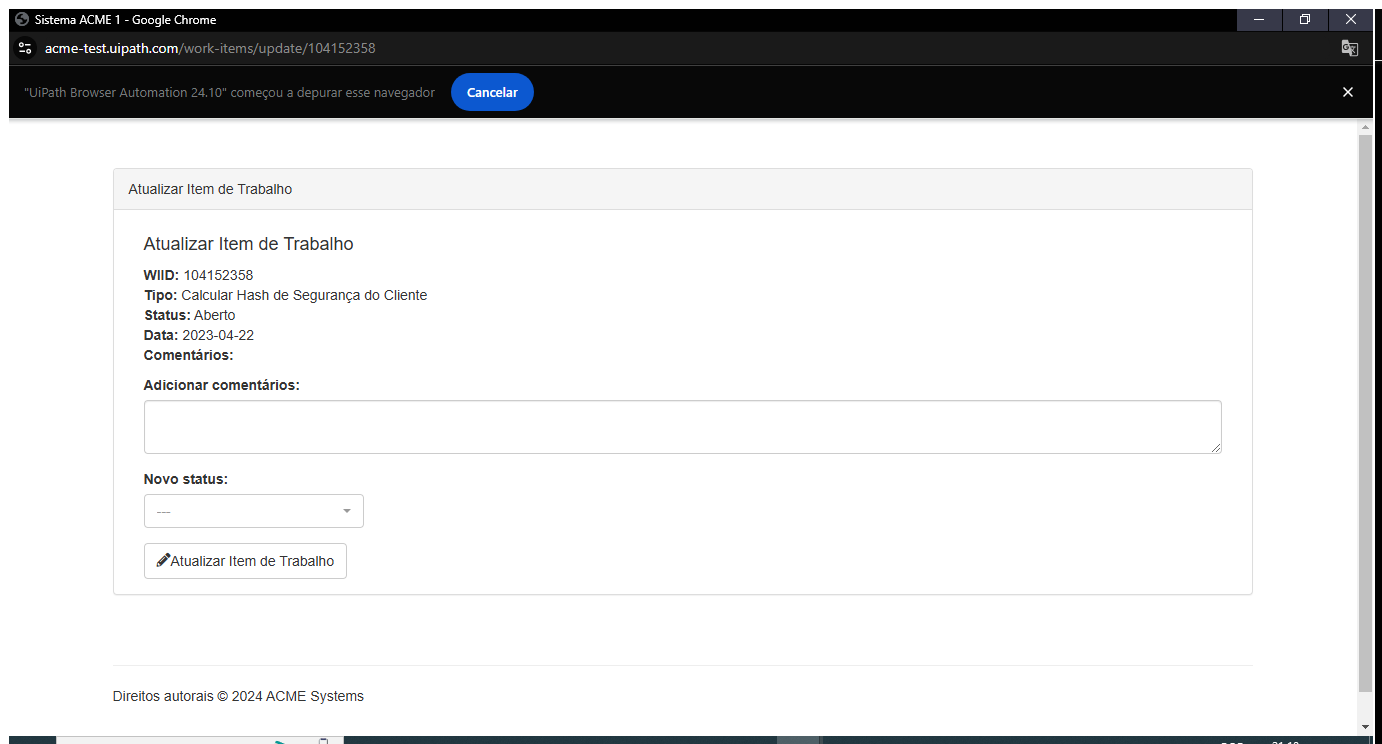 Sistema ACME 1 - Google Chrome
acme-test.uipath.com/work-items/update/104152358
"UiPath Browser Automation 24.10" começou a depurar esse navegador
Cancelar
Atualizar Item de Trabalho
Atualizar Item de Trabalho
WIID: 104152358
Tipo: Calcular Hash de Segurança do Cliente
Status: Aberto
Data: 2023-04-22
Comentários:
Adicionar comentários:
Novo status:
---
Atualizar Item de Trabalho
Direitos autorais © 2024 ACME Systems